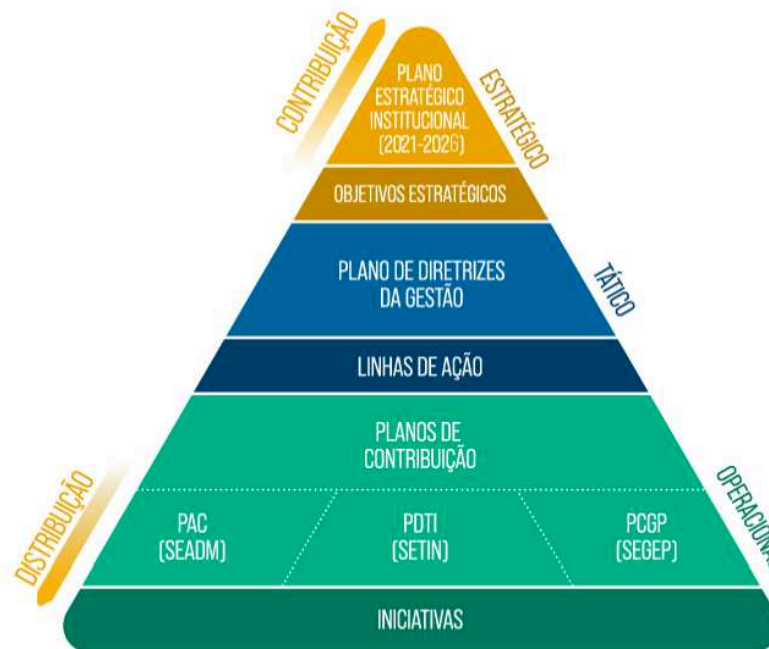 CONTRIBUIÇÃO
PLANO
ESTRATÉGICO
INSTITUCIONAL
(2021-2026)
ESTRATÉGICO
OBJETIVOS ESTRATÉGICOS
PLANO DE DIRETRIZES
DA GESTÃO
TÁTICO
LINHAS DE AÇÃO
PLANOS DE
CONTRIBUIÇÃO
DISTRIBUIÇÃO
PAC
(SEADM)
PDTI
(SETIN)
PCGP
(SEGEP)
OPERACIONAL
INICIATIVAS